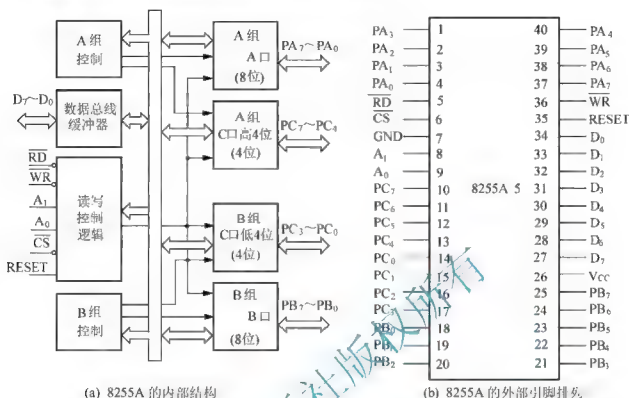 A组
控制
数据总线
缓冲器
D₇～D₀
读写
控制
逻辑
RD
WR
A₁
A₀
CS
RESET
B组
控制
A组
A口
(8位)
PA₇～PA₀
A组
C口高4位
(4位)
PC₇～PC₄
B组
C口低4位
(4位)
PC₃～PC₀
B组
B口
(8位)
PB₇～PB₀
(a) 8255A 的内部结构
PA₃ 1 40 PA₄
PA₂ 2 39 PA₅
PA₁ 3 38 PA₆
PA₀ 4 37 PA₇
RD 5 36 WR
CS 6 35 RESET
GND 7 34 D₀
A₁ 8 33 D₁
A₀ 9 32 D₂
PC₇ 10 8255A 5 31 D₃
PC₆ 11 30 D₄
PC₅ 12 29 D₅
PC₄ 13 28 D₆
PC₀ 14 27 D₇
PC₁ 15 26 Vcc
PC₂ 16 25 PB₇
PC₃ 17 24 PB₆
PB₀ 18 23 PB₅
PB₁ 19 22 PB₄
PB₂ 20 21 PB₃
(b) 8255A 的外部引脚排列
社版权所有